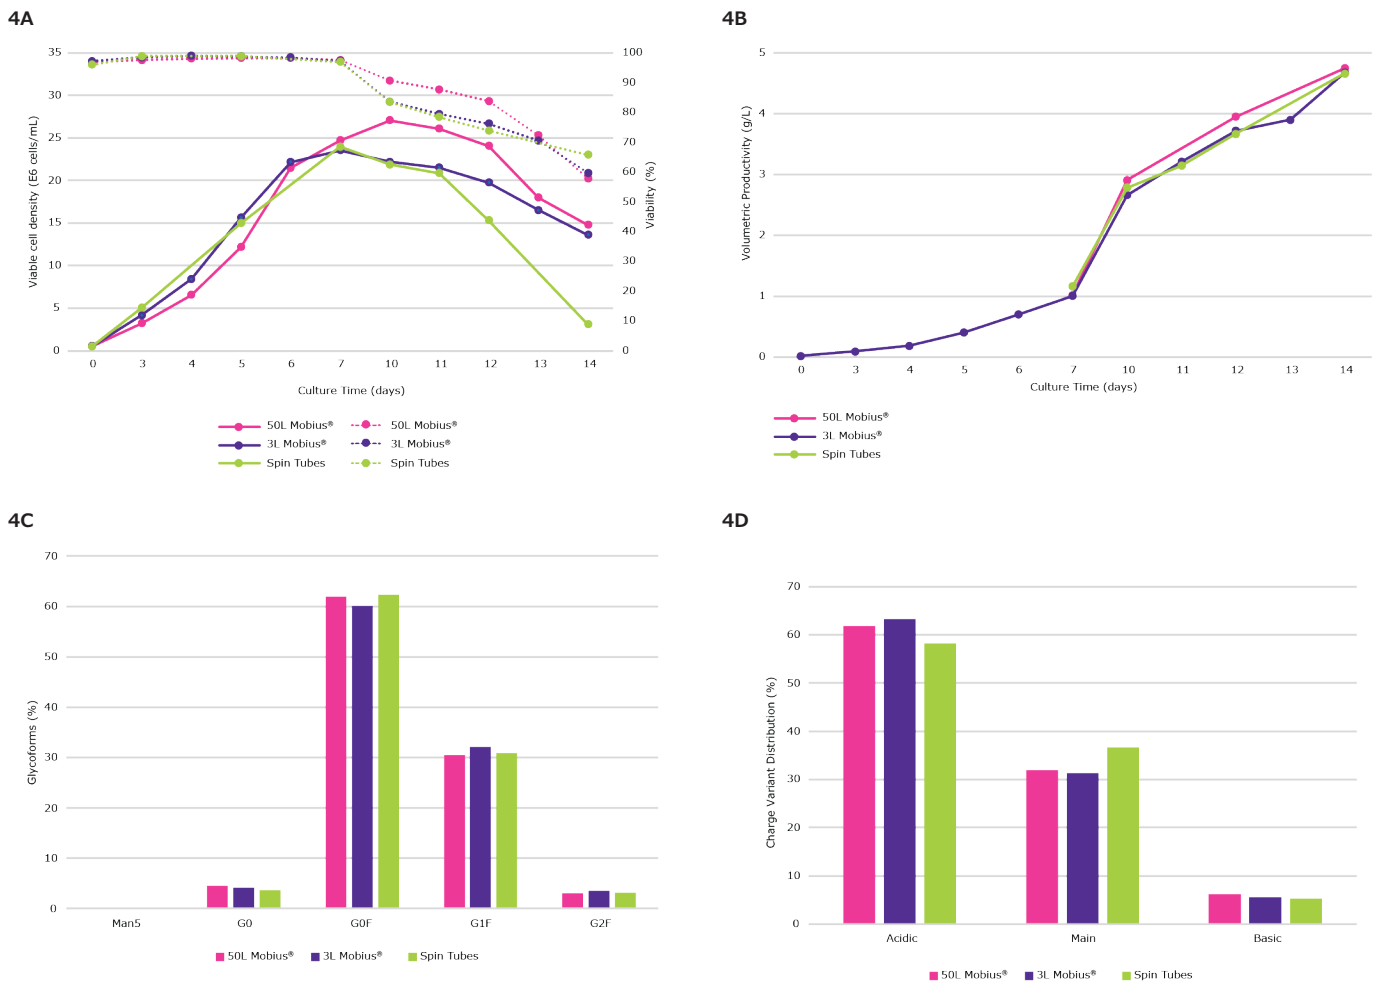 4A
35
30
25
20
15
10
5
0
Viable cell density (E6 cells/mL)
100
90
80
70
60
50
40
30
20
10
0
Viability (%)
0 3 4 5 6 7 10 11 12 13 14
Culture Time (days)
50L Mobius® 50L Mobius®
3L Mobius® 3L Mobius®
Spin Tubes Spin Tubes
4B
5
4
3
2
1
0
Volumetric Productivity (g/L)
0 3 4 5 6 7 10 11 12 13 14
Culture Time (days)
50L Mobius®
3L Mobius®
Spin Tubes
4C
70
60
50
40
30
20
10
0
Glycoforms (%)
Man5 G0 G0F G1F G2F
50L Mobius® 3L Mobius® Spin Tubes
4D
70
60
50
40
30
20
10
0
Charge Variant Distribution (%)
Acidic Main Basic
50L Mobius® 3L Mobius® Spin Tubes